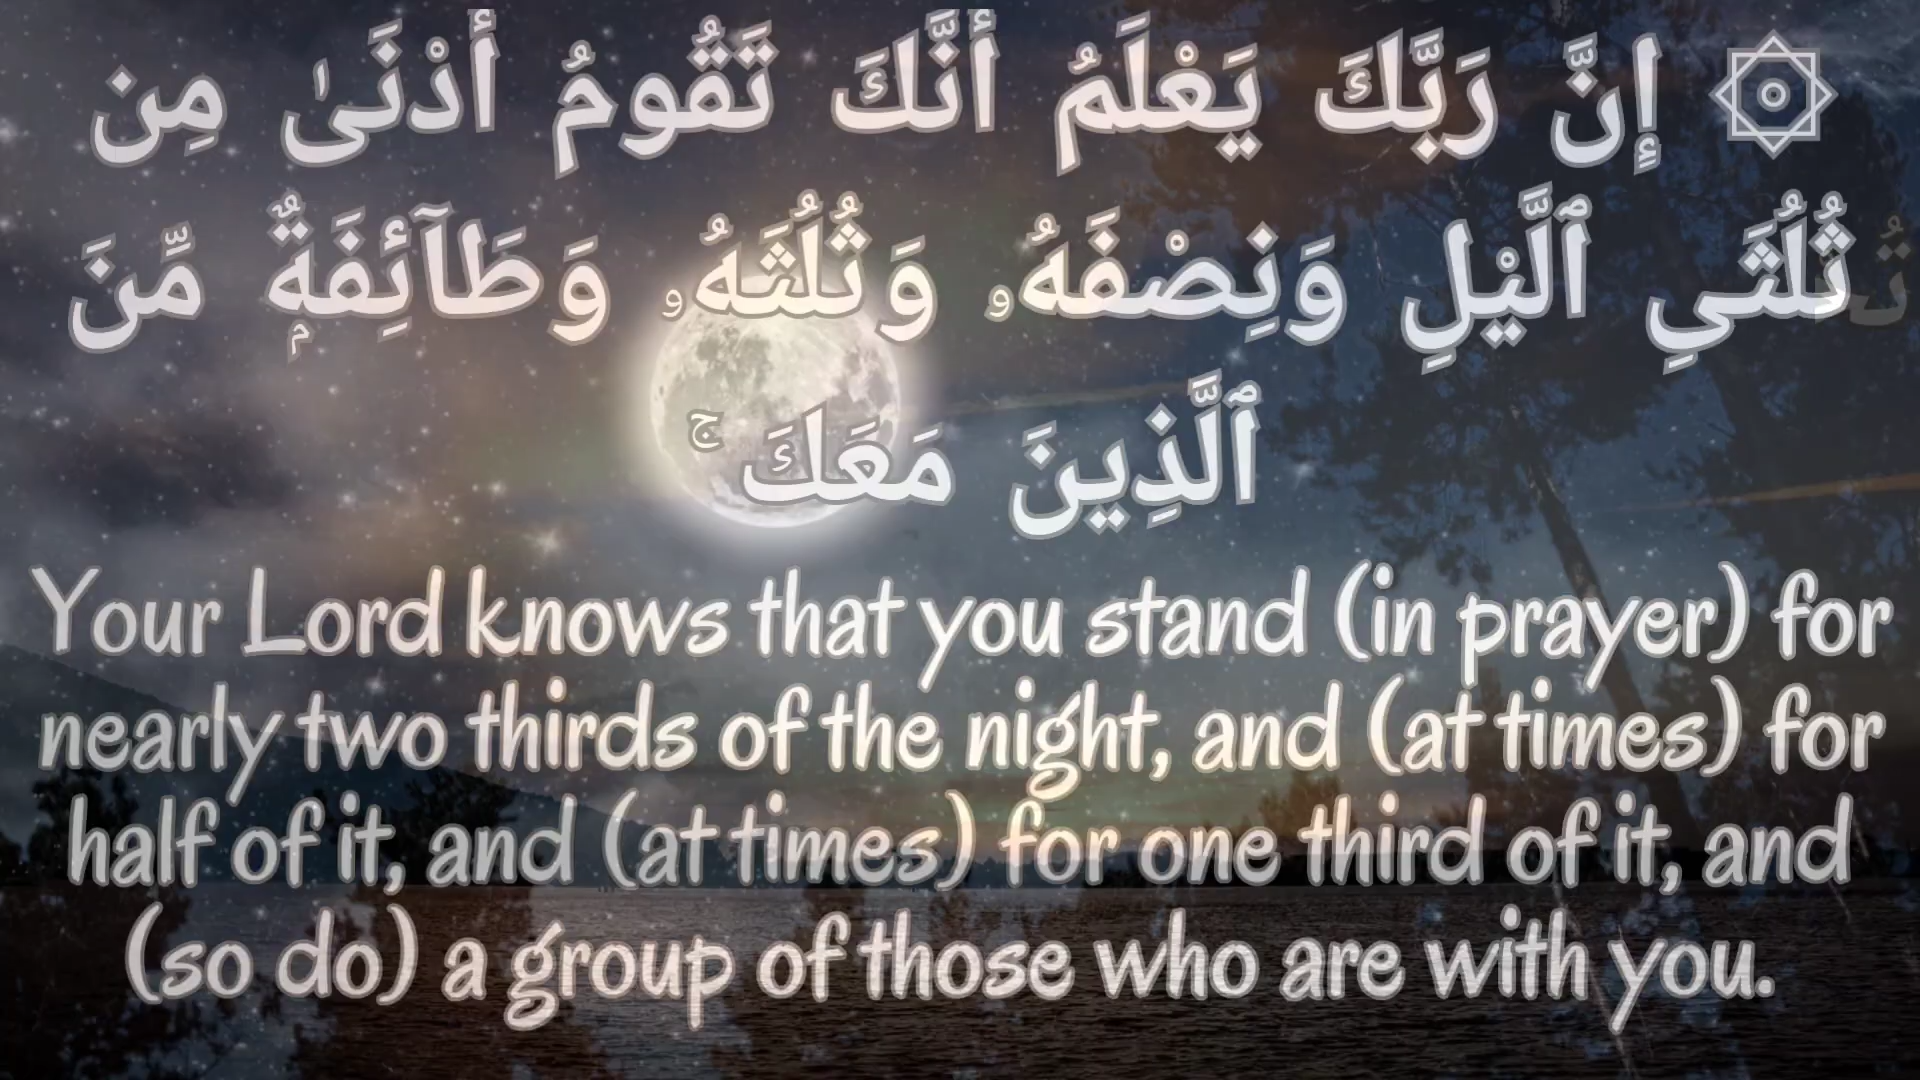 ۞ إِنَّ رَبَّكَ يَعْلَمُ أَنَّكَ تَقُومُ أَدْنَىٰ مِن
ثُلُثَىِ ٱلَّيْلِ وَنِصْفَهُۥ وَثُلُثَهُۥ وَطَآئِفَةٌۭ مِّنَ
ٱلَّذِينَ مَعَكَ ۚ
Your Lord knows that you stand (in prayer) for
nearly two thirds of the night, and (at times) for
half of it, and (at times) for one third of it, and
(so do) a group of those who are with you.